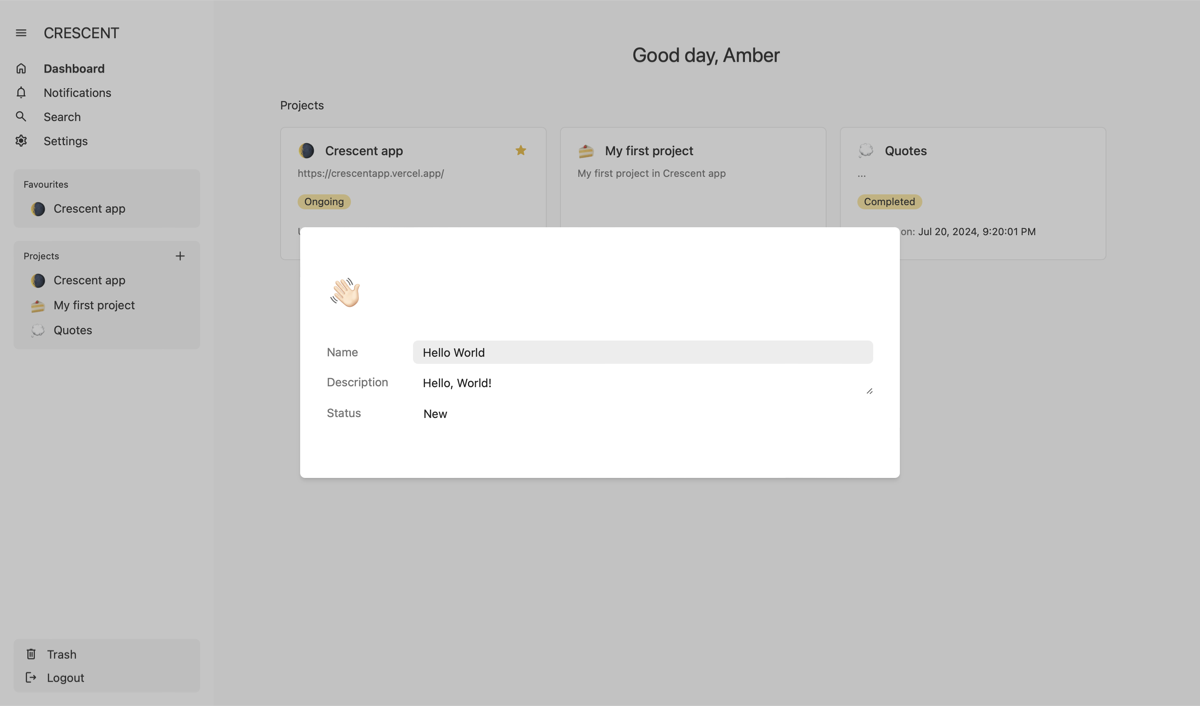 CRESCENT
Dashboard
Notifications
Search
Settings
Favourites
Crescent app
Projects
Crescent app
My first project
Quotes
Trash
Logout
Good day, Amber
Projects
Crescent app
https://crescentapp.vercel.app/
Ongoing
My first project
My first project in Crescent app
Quotes
...
Completed
on: Jul 20, 2024, 9:20:01 PM
Name
Hello World
Description
Hello, World!
Status
New